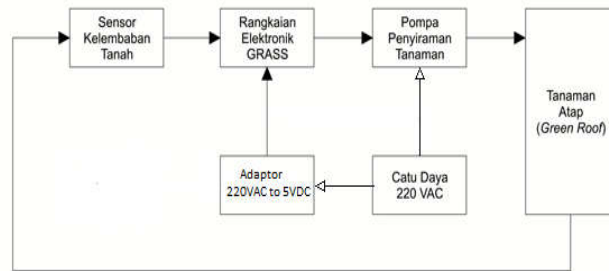 Sensor
Kelembaban
Tanah
Rangkaian
Elektronik
GRASS
Pompa
Penyiraman
Tanaman
Tanaman
Atap
(Green Roof)
Adaptor
220VAC to 5VDC
Catu Daya
220 VAC